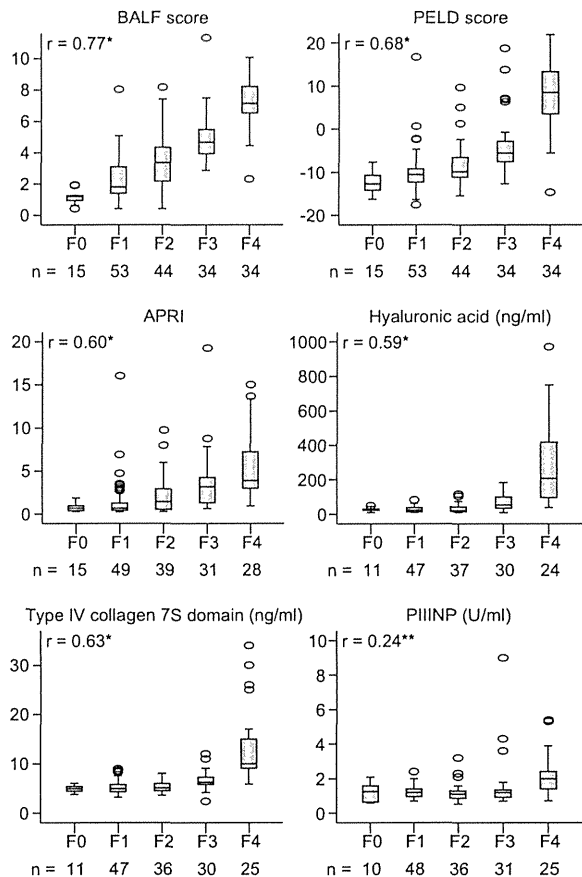 BALF score
r = 0.77*
10
8
6
4
2
0
F0 F1 F2 F3 F4
n = 15 53 44 34 34
PELD score
r = 0.68*
20
10
0
-10
-20
F0 F1 F2 F3 F4
15 53 44 34 34
APRI
20
r = 0.60*
15
10
5
0
F0 F1 F2 F3 F4
n = 15 49 39 31 28
Hyaluronic acid (ng/ml)
1000
r = 0.59*
800
600
400
200
0
F0 F1 F2 F3 F4
11 47 37 30 24
Type IV collagen 7S domain (ng/ml)
r = 0.63*
30
20
10
0
F0 F1 F2 F3 F4
n = 11 47 36 30 25
PIIINP (U/ml)
10
r = 0.24**
8
6
4
2
0
F0 F1 F2 F3 F4
n = 10 48 36 31 25